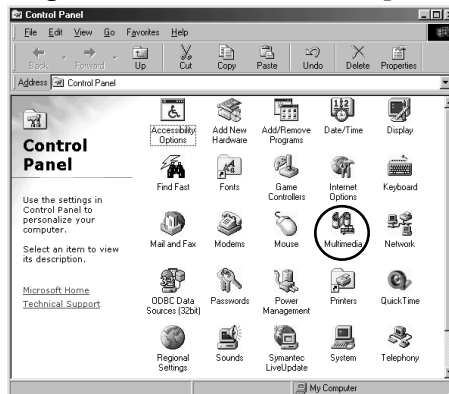 Control Panel
File Edit View Go Favorites Help
Back Forward Up Cut Copy Paste Undo Delete Properties
Address Control Panel
Control
Panel
Use the settings in
Control Panel to
personalize your
computer.
Select an item to view
its description.
Microsoft Home
Technical Support
Accessibility Options
Add New Hardware
Add/Remove Programs
Date/Time
Display
Find Fast
Fonts
Game Controllers
Internet Options
Keyboard
Mail and Fax
Modems
Mouse
Multimedia
Network
ODBC Data Sources (32bit)
Passwords
Power Management
Printers
QuickTime
Regional Settings
Sounds
Symantec LiveUpdate
System
Telephony
My Computer